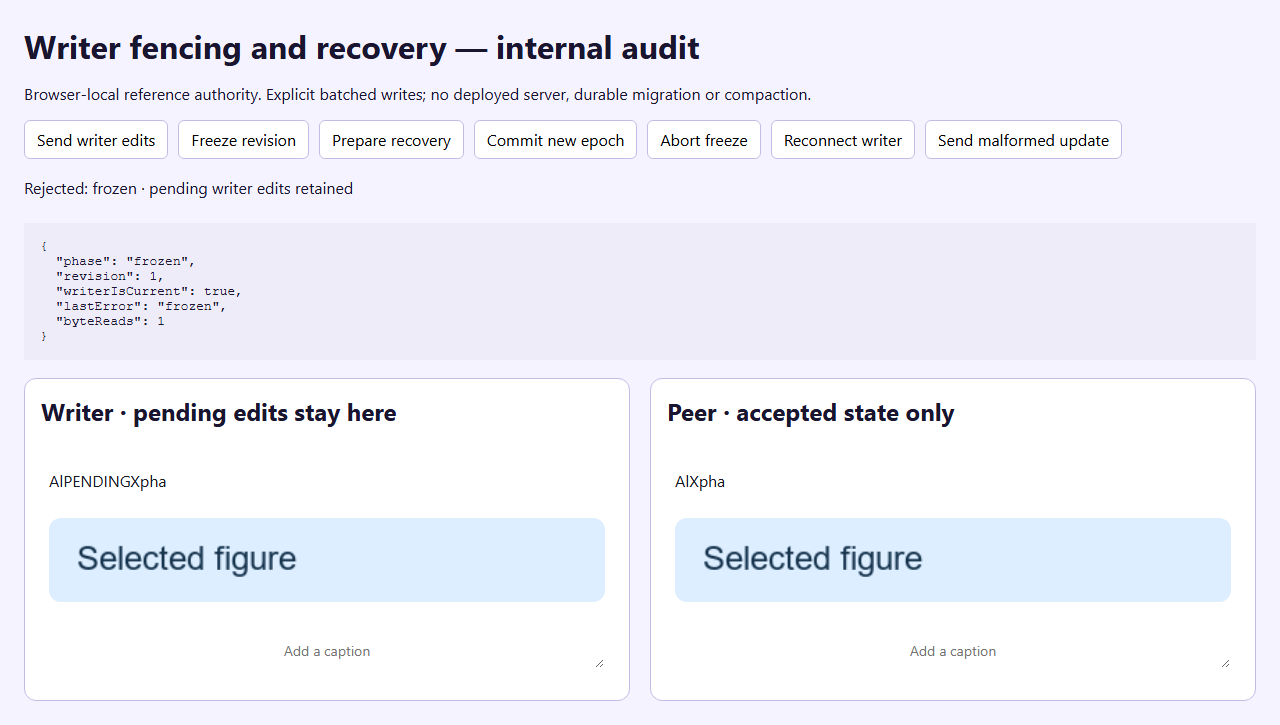 Writer fencing and recovery — internal audit
Browser-local reference authority. Explicit batched writes; no deployed server, durable migration or compaction.
Send writer edits Freeze revision Prepare recovery Commit new epoch Abort freeze Reconnect writer Send malformed update
Rejected: frozen · pending writer edits retained
{
"phase": "frozen",
"revision": 1,
"writerIsCurrent": true,
"lastError": "frozen",
"byteReads": 1
}
Writer · pending edits stay here
AlPENDINGXpha
Selected figure
Add a caption
Peer · accepted state only
AlXpha
Selected figure
Add a caption